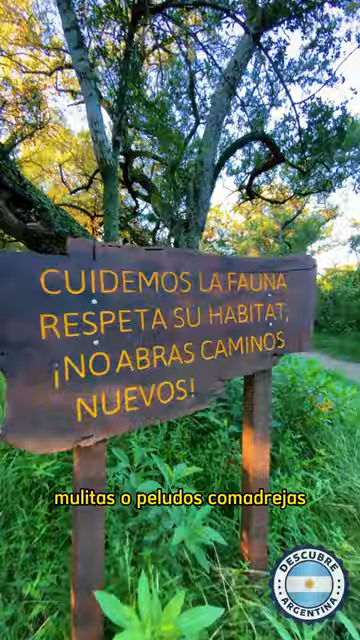 CUIDEMOS LA FAUNA
RESPETA SU HABITAT,
¡NO ABRAS CAMINOS
NUEVOS!
mulitas o peludos comadrejas
DESCUBRE
ARGENTINA